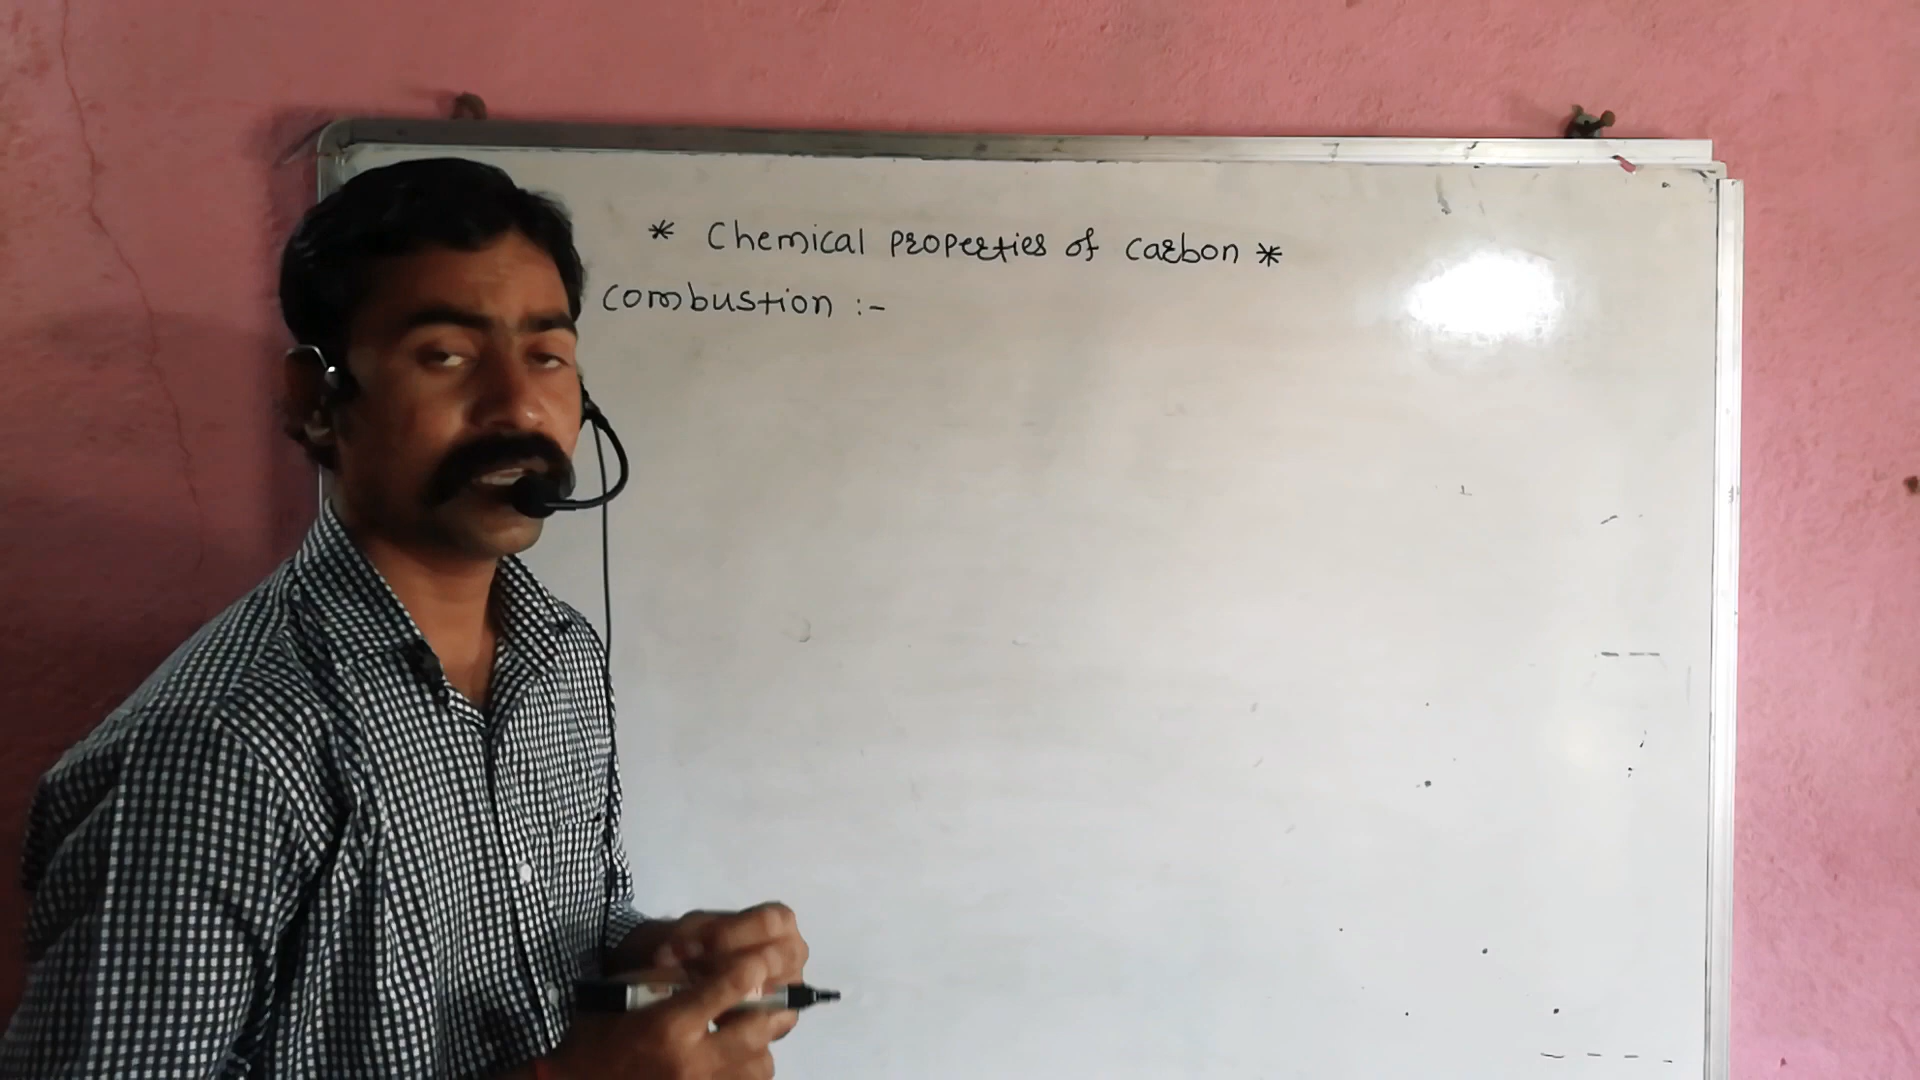 * Chemical properties of carbon *
combustion :-